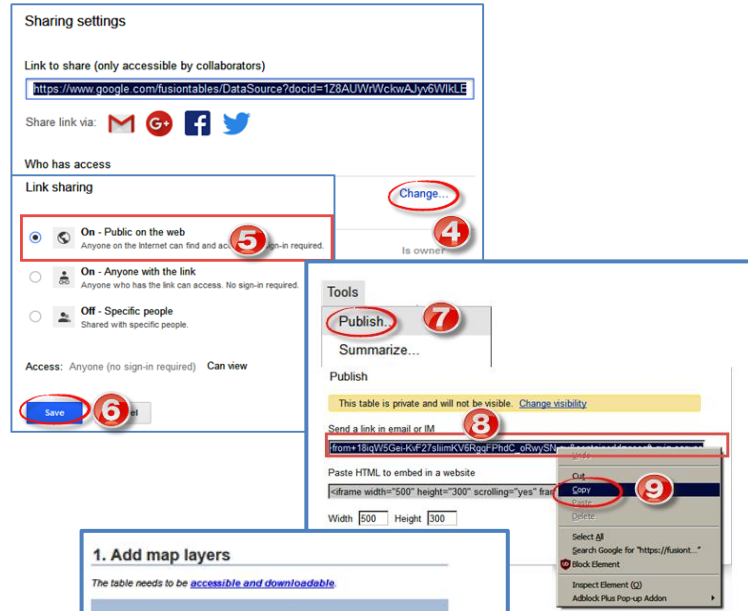 Sharing settings
Link to share (only accessible by collaborators)
https://www.google.com/fusiontables/DataSource?docid=1Z8AUWrWckwAJyv6WIkLE
Share link via:
Who has access
Link sharing
Change...
4
On - Public on the web
Anyone on the Internet can find and sign-in required.
5
Is owner
On - Anyone with the link
Anyone who has the link can access. No sign-in required.
Off - Specific people
Shared with specific people.
Access: Anyone (no sign-in required) Can view
Save
6
Tools
Publish...
7
Summarize...
Publish
This table is private and will not be visible. Change visibility
8
Send a link in email or IM
Paste HTML to embed in a website
<iframe width="500" height="300" scrolling="yes"
Width 500 Height 300
Undo
Cut
Copy
9
Paste
Delete
Select All
Search Google for "https://fusiont..."
Block Element
Inspect Element (Q)
Adblock Plus Pop-up Addon
1. Add map layers
The table needs to be accessible and downloadable.